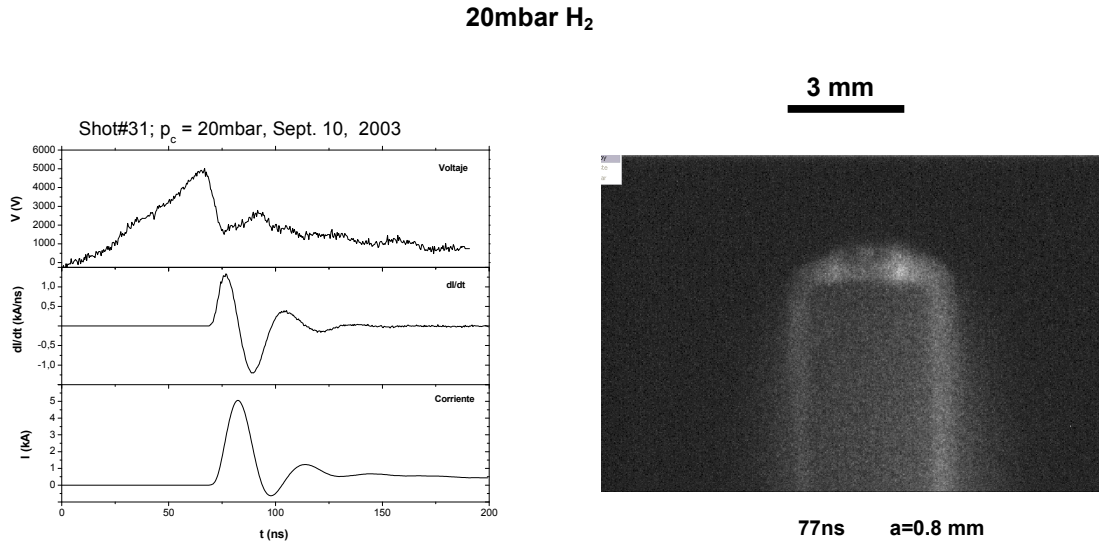 20mbar H₂
3 mm
Shot#31; p_c = 20mbar, Sept. 10, 2003
6000
5000
4000
3000
2000
1000
0
V (V)
Voltaje
1,0
0,5
-0,5
-1,0
dI/dt (kA/ns)
dI/dt
5
4
3
2
1
0
I (kA)
Corriente
0 50 100 150 200
t (ns)
77ns a=0.8 mm